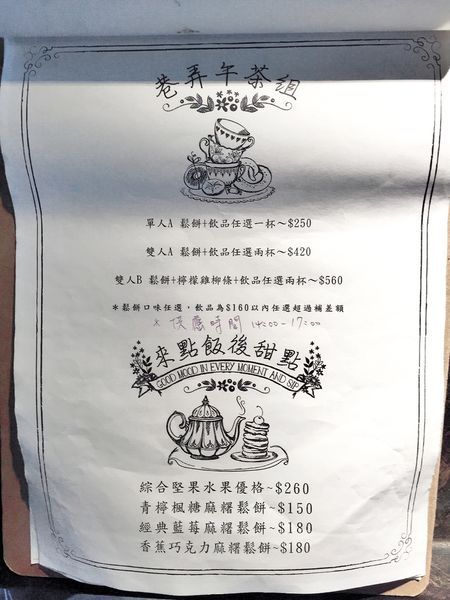 巷弄午茶組
單人A 鬆餅+飲品任選一杯～$250
雙人A 鬆餅+飲品任選兩杯～$420
雙人B 鬆餅+檸檬雞柳條+飲品任選兩杯～$560
*鬆餅口味任選，飲品為$160以內任選超過補差額
* 供應時間 14:00-17:00
來點飯後甜點
GOOD MOOD IN EVERY MOMENT AND SIP
綜合堅果水果優格~$260
青檸楓糖麻糬鬆餅~$150
經典藍莓麻糬鬆餅~$180
香蕉巧克力麻糬鬆餅~$180